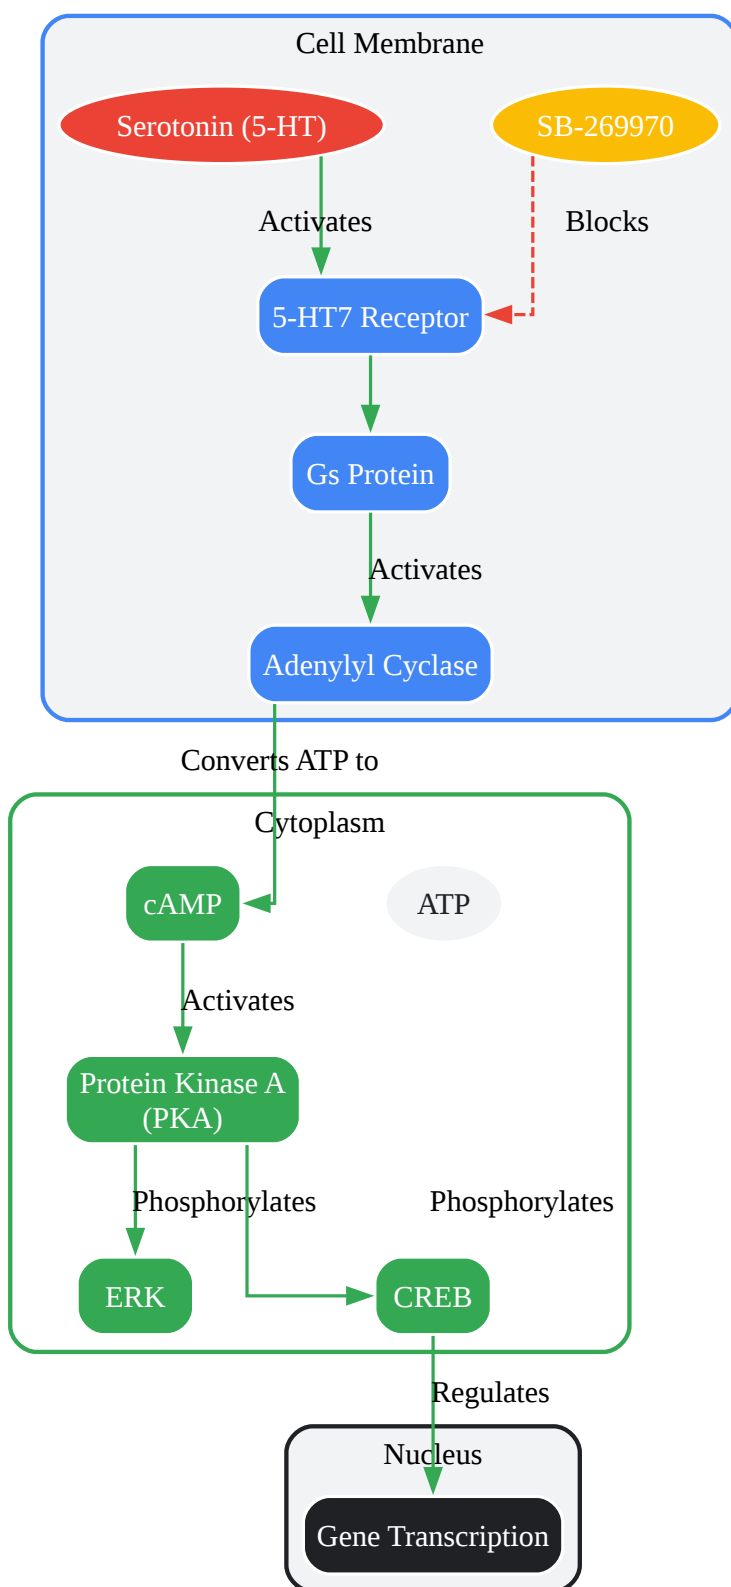 Cell Membrane
Serotonin (5-HT)
SB-269970
Activates
Blocks
5-HT7 Receptor
Gs Protein
Activates
Adenylyl Cyclase
Converts ATP to
Cytoplasm
cAMP
ATP
Activates
Protein Kinase A
(PKA)
Phosphorylates
Phosphorylates
ERK
CREB
Regulates
Nucleus
Gene Transcription